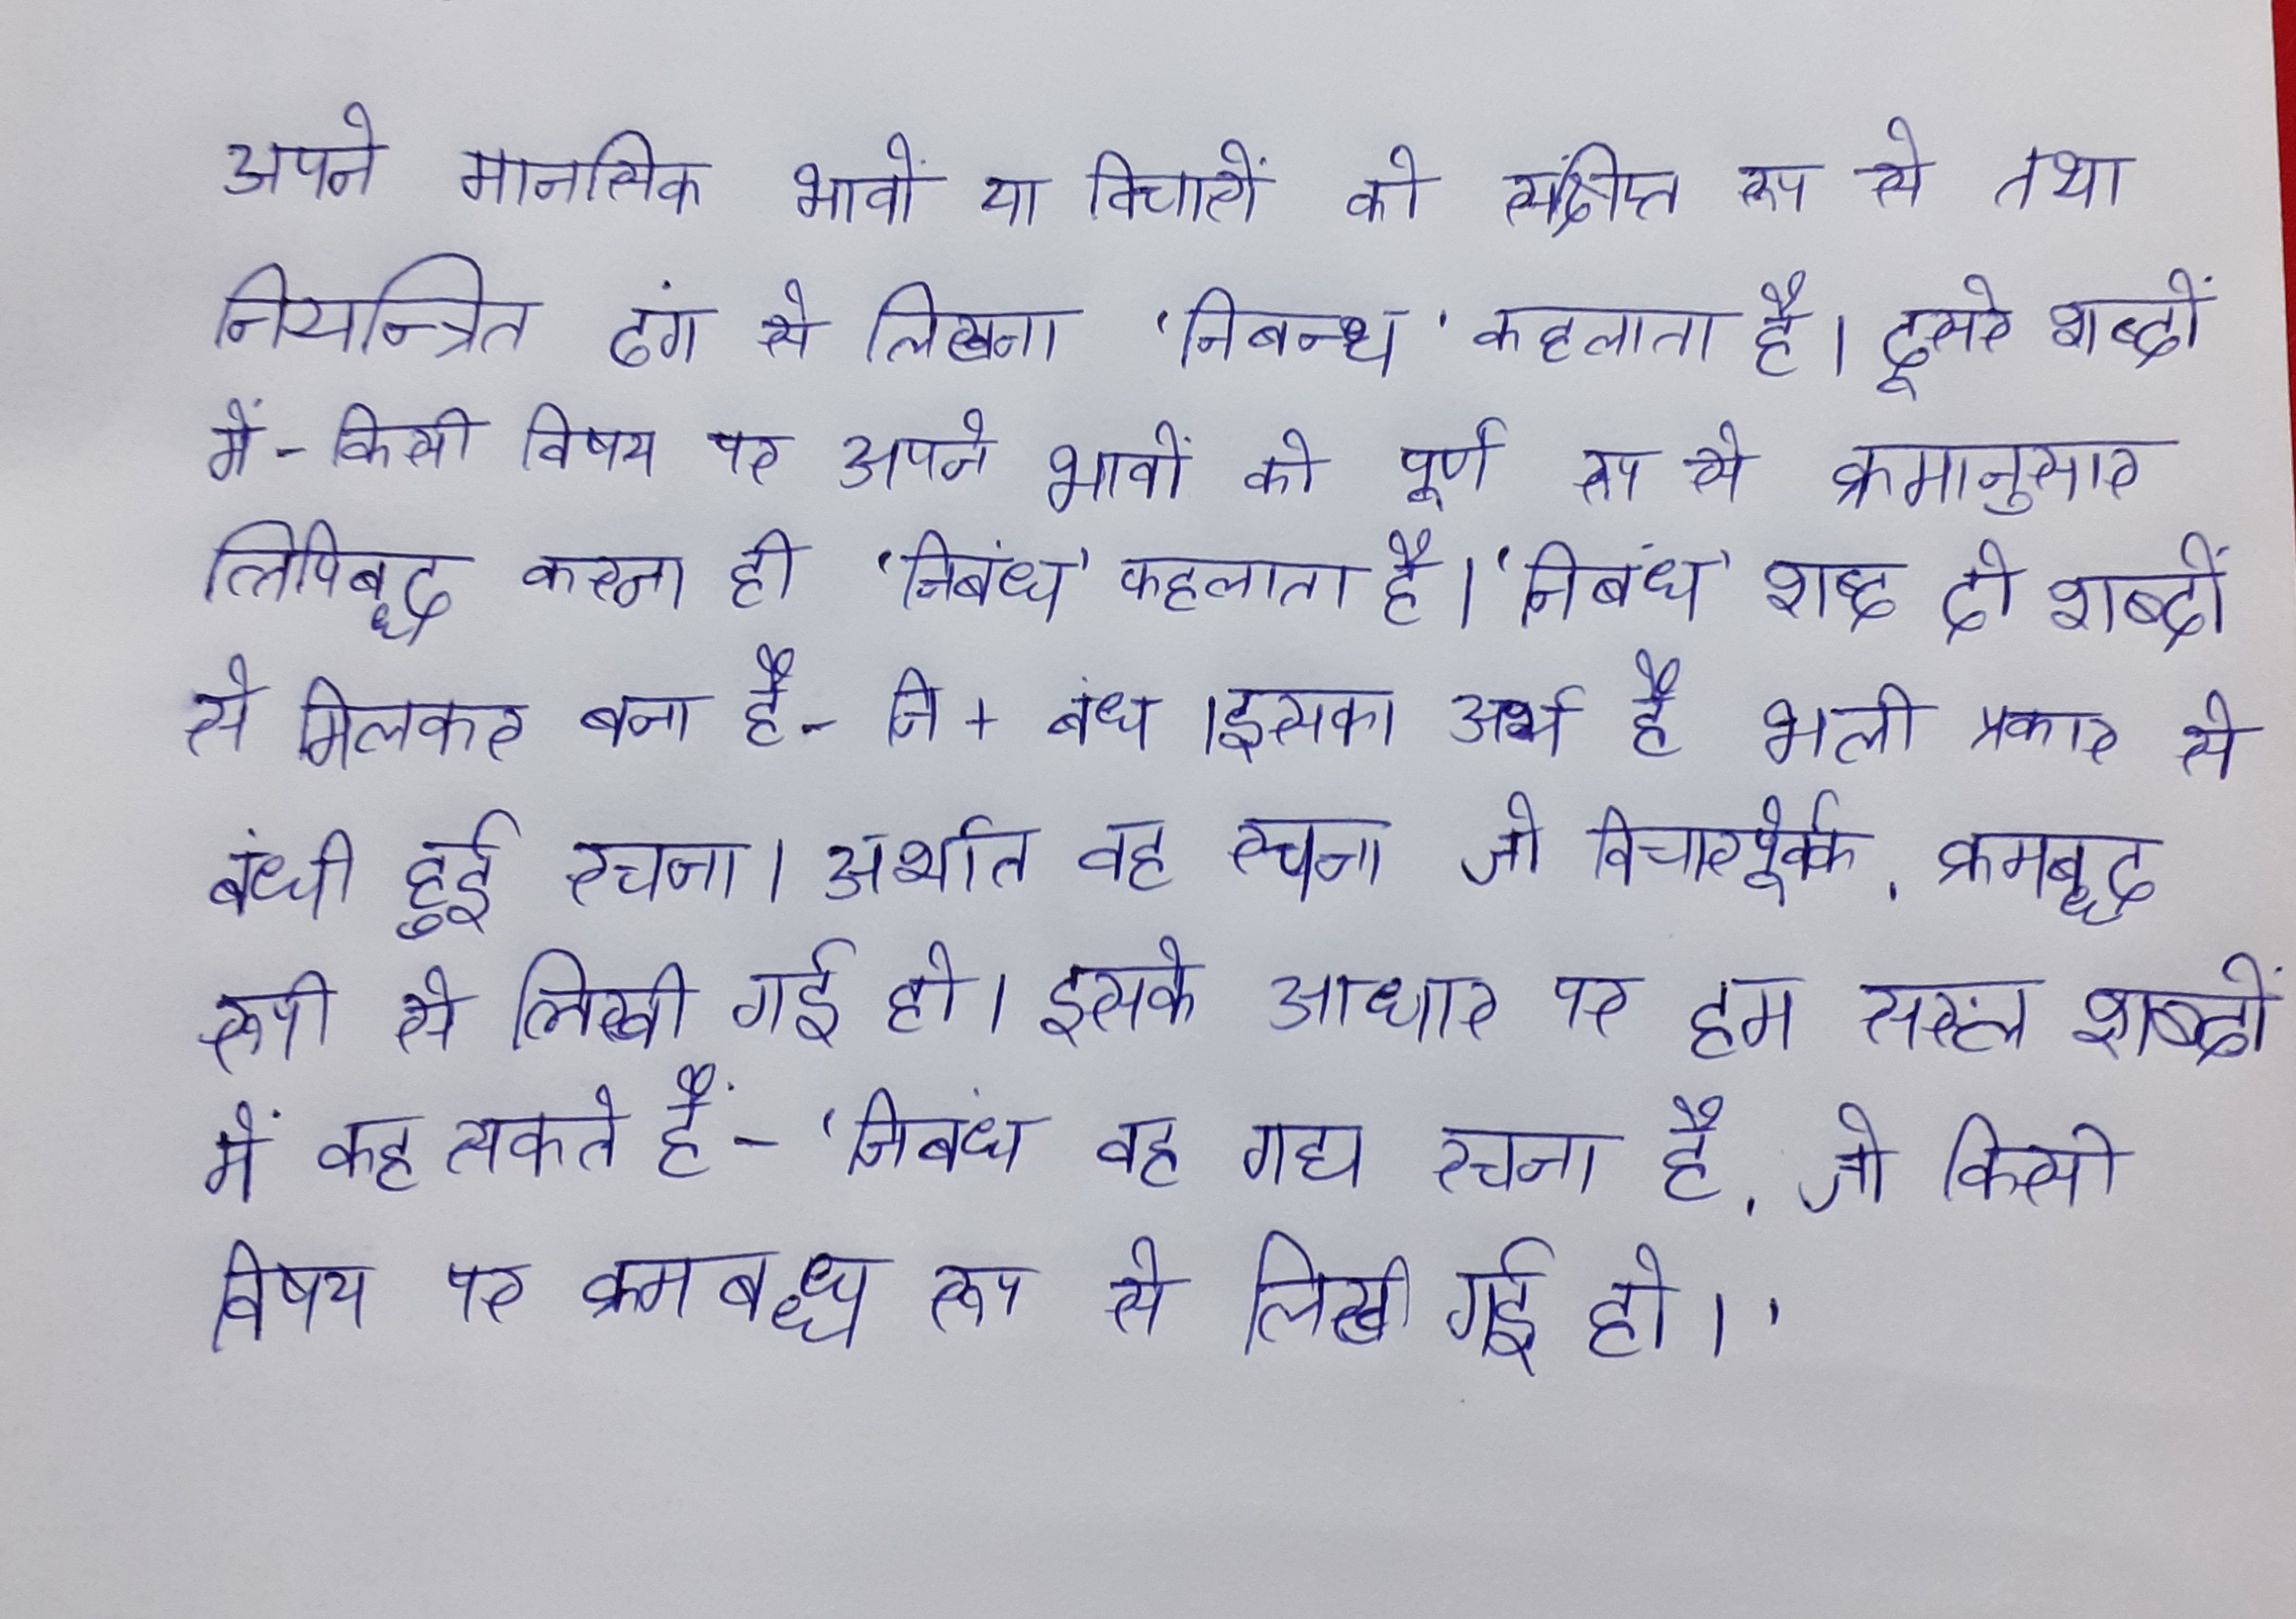 अपने मानसिक भावों या विचारों को संक्षिप्त रूप से तथा
नियन्त्रित ढंग से लिखना 'निबन्ध' कहलाता है। दूसरे शब्दों
में- किसी विषय पर अपने भावों को पूर्ण रूप से क्रमानुसार
लिपिबद्ध करना ही 'निबंध' कहलाता है। 'निबंध' शब्द दो शब्दों
से मिलकर बना है- नि + बंध। इसका अर्थ है भली प्रकार से
बंधी हुई रचना। अर्थात वह रचना जो विचारपूर्वक, क्रमबद्ध
रूपी से लिखी गई हो। इसके आधार पर हम सरल शब्दों
में कह सकते हैं- 'निबंध वह गद्य रचना है, जो किसी
विषय पर क्रमबद्ध रूप से लिखी गई हो।'